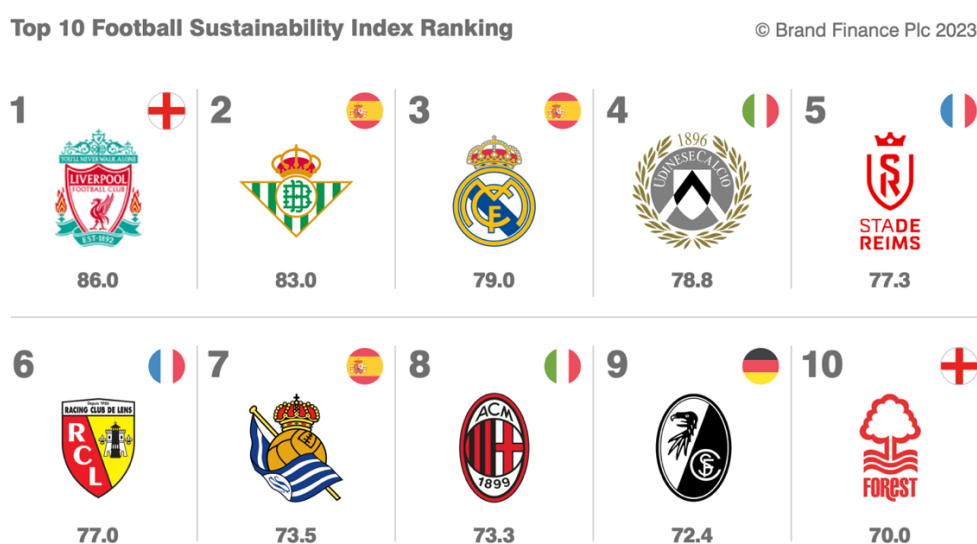 Top 10 Football Sustainability Index Ranking
© Brand Finance Plc 2023
1
YOU'LL NEVER WALK ALONE
LIVERPOOL
FOOTBALL CLUB
EST·1892
86.0
2
83.0
3
79.0
4
1896
UDINESE CALCIO
78.8
5
STADE
REIMS
77.3
6
Depuis 1906
RACING CLUB DE LENS
RCL
77.0
7
73.5
8
ACM
1899
73.3
9
SC
72.4
10
FOREST
70.0